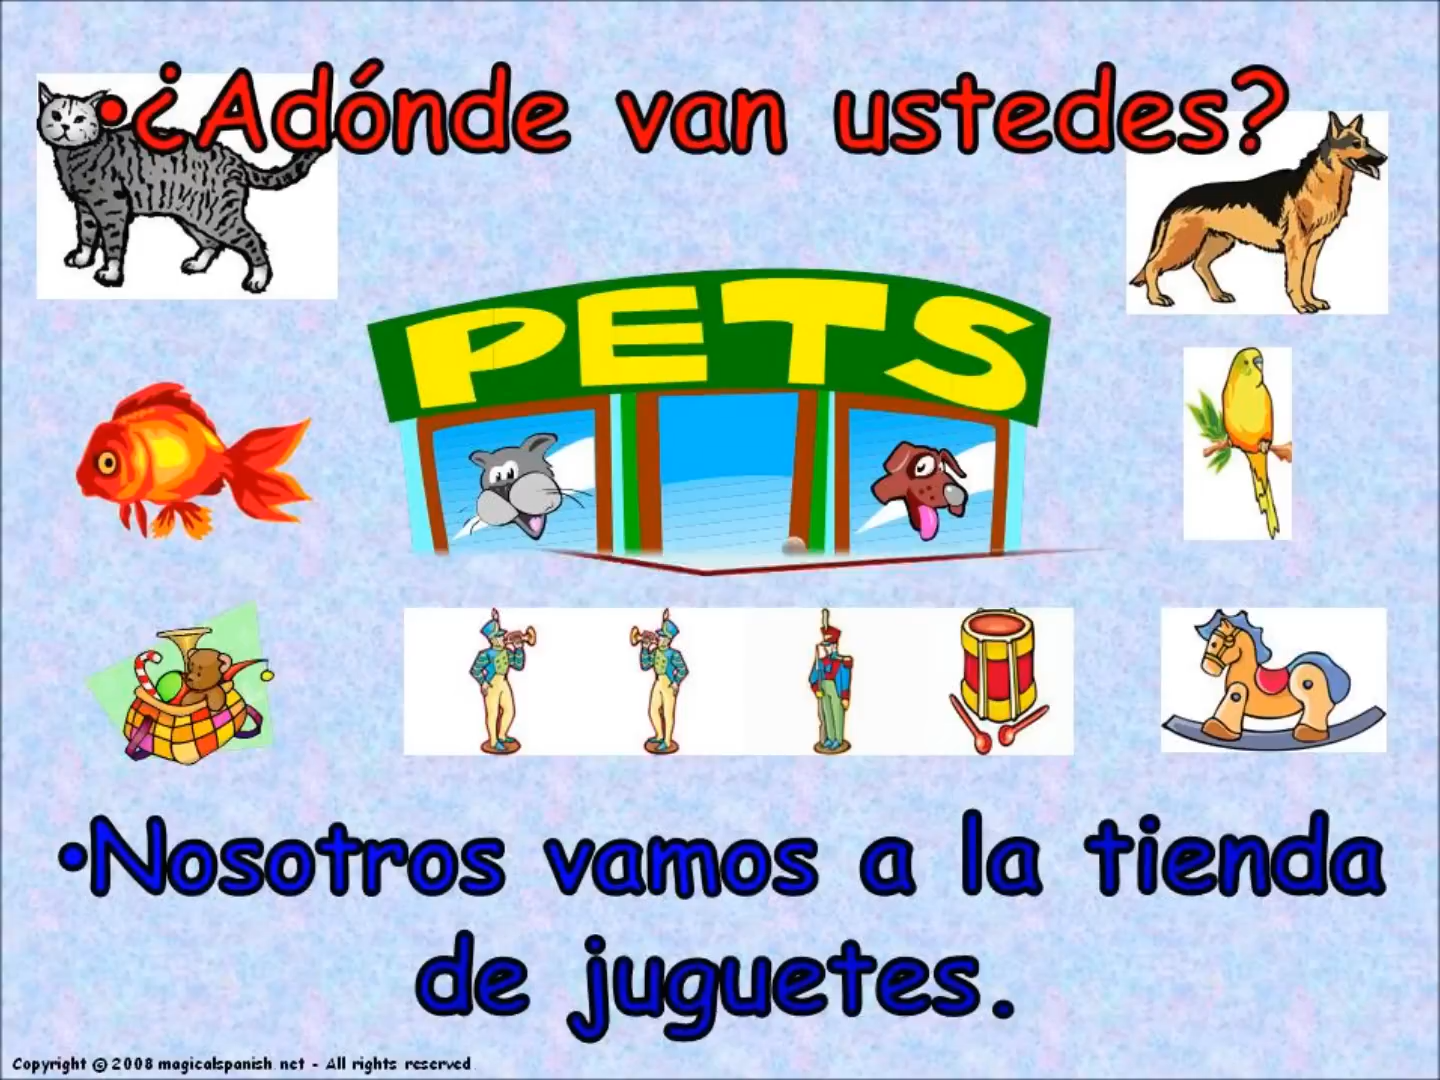 •¿Adónde van ustedes?
PETS
•Nosotros vamos a la tienda
de juguetes.
Copyright © 2008 magicalspanish.net - All rights reserved